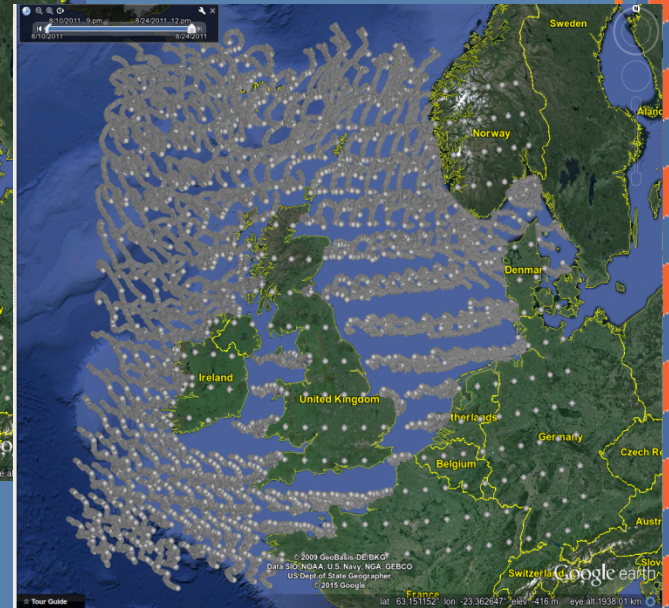 8/10/2011 9 pm 8/24/2011 12 pm
8/10/2011 8/24/2011
N
Sweden
Norway
Denmar
Ireland
United Kingdom
therlands
Germany
Belgium
Czech Re
Austr
Switzerl
France
© 2009 GeoBasis-DE/BKG
Data SIO, NOAA, U.S. Navy, NGA, GEBCO
US Dept of State Geographer
© 2015 Google
Google earth
Tour Guide
lat 63,151152° lon -23,362647° elev -416 m eye alt 1938.01 km